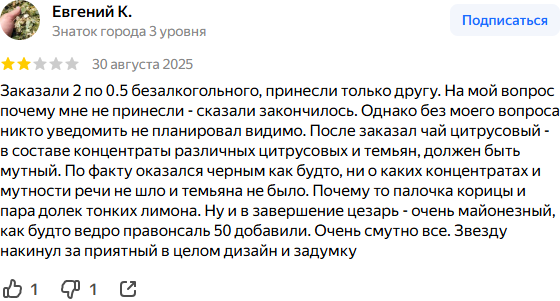 Евгений К.
Подписаться
Знаток города 3 уровня
30 августа 2025
Заказали 2 по 0.5 безалкогольного, принесли только другу. На мой вопрос
почему мне не принесли - сказали закончилось. Однако без моего вопроса
никто уведомить не планировал видимо. После заказал чай цитрусовый -
в составе концентраты различных цитрусовых и темьян, должен быть
мутный. По факту оказался черным как будто, ни о каких концентратах и
мутности речи не шло и темьяна не было. Почему то палочка корицы и
пара долек тонких лимона. Ну и в завершение цезарь - очень майонезный,
как будто ведро правонсаль 50 добавили. Очень смутно все. Звезду
накинул за приятный в целом дизайн и задумку
1
1